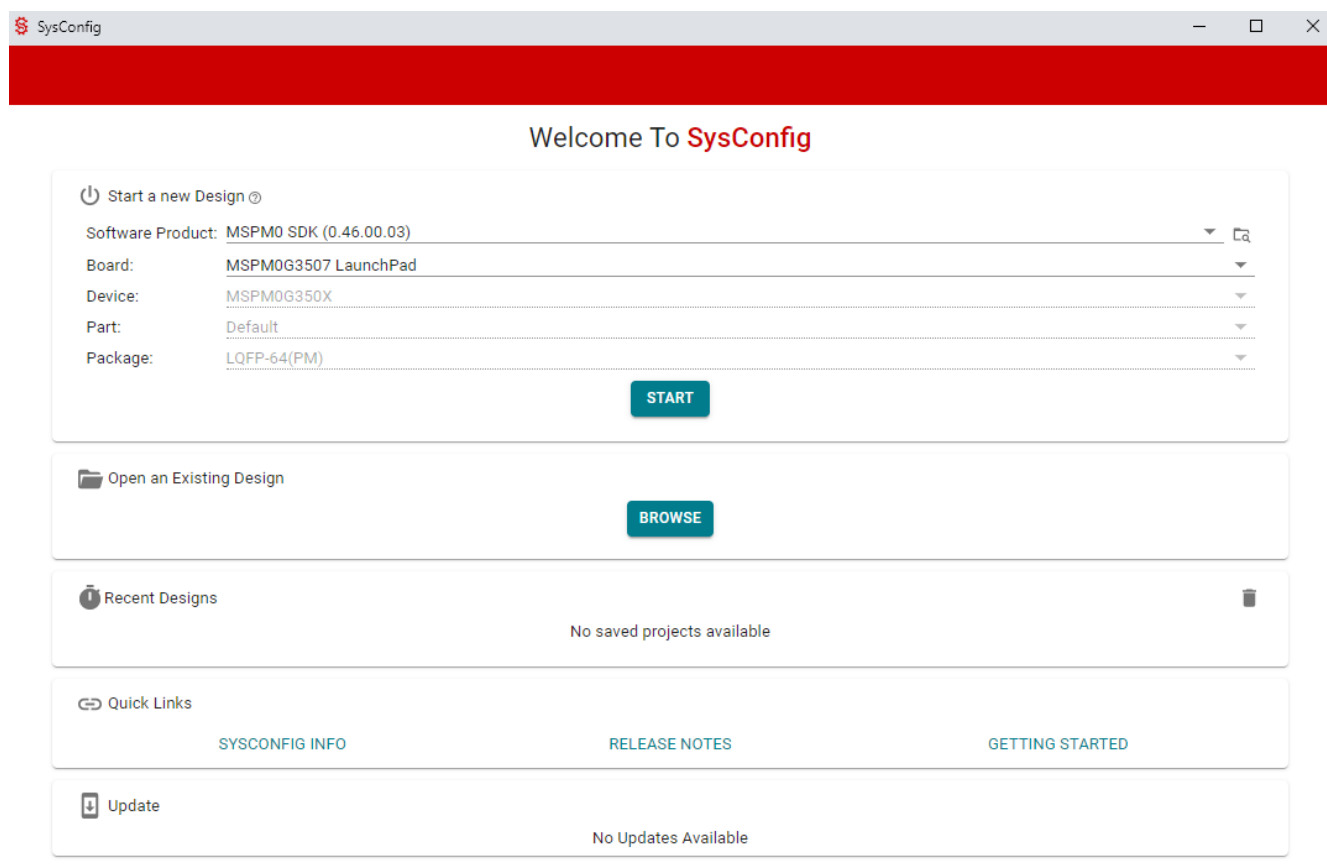 SysConfig
Welcome To SysConfig
Start a new Design
Software Product: MSPM0 SDK (0.46.00.03)
Board: MSPM0G3507 LaunchPad
Device: MSPM0G350X
Part: Default
Package: LQFP-64(PM)
START
Open an Existing Design
BROWSE
Recent Designs
No saved projects available
Quick Links
SYSCONFIG INFO RELEASE NOTES GETTING STARTED
Update
No Updates Available